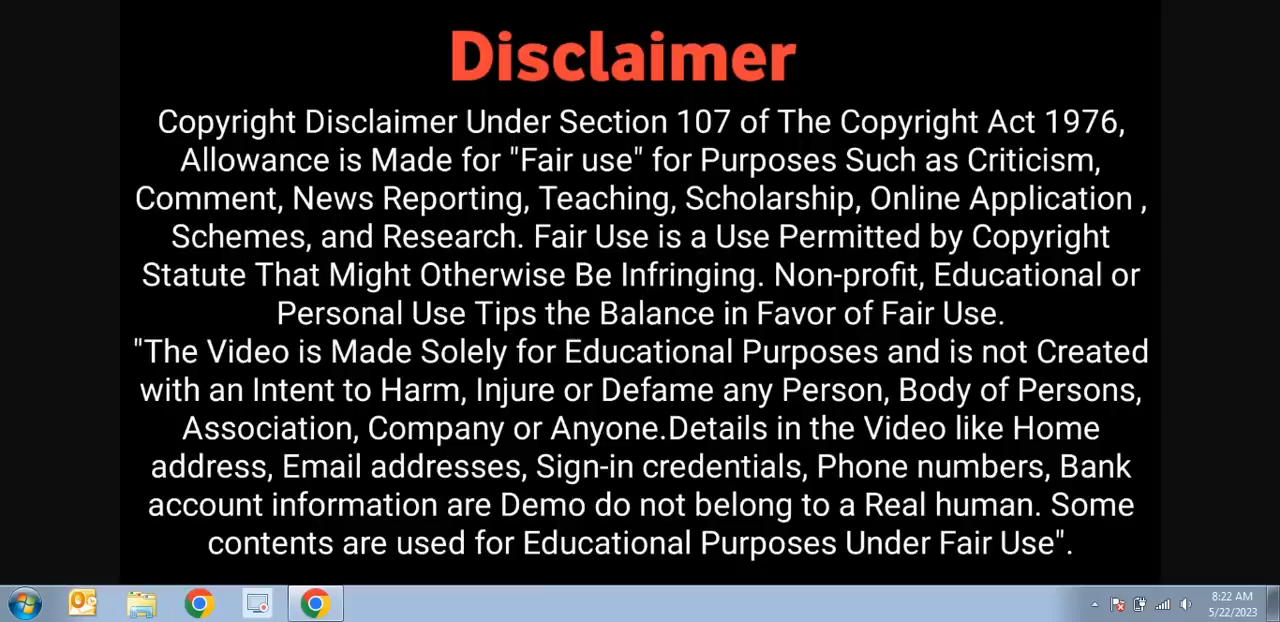 Disclaimer
Copyright Disclaimer Under Section 107 of The Copyright Act 1976,
Allowance is Made for "Fair use" for Purposes Such as Criticism,
Comment, News Reporting, Teaching, Scholarship, Online Application ,
Schemes, and Research. Fair Use is a Use Permitted by Copyright
Statute That Might Otherwise Be Infringing. Non-profit, Educational or
Personal Use Tips the Balance in Favor of Fair Use.
"The Video is Made Solely for Educational Purposes and is not Created
with an Intent to Harm, Injure or Defame any Person, Body of Persons,
Association, Company or Anyone.Details in the Video like Home
address, Email addresses, Sign-in credentials, Phone numbers, Bank
account information are Demo do not belong to a Real human. Some
contents are used for Educational Purposes Under Fair Use".
8:22 AM
5/22/2023